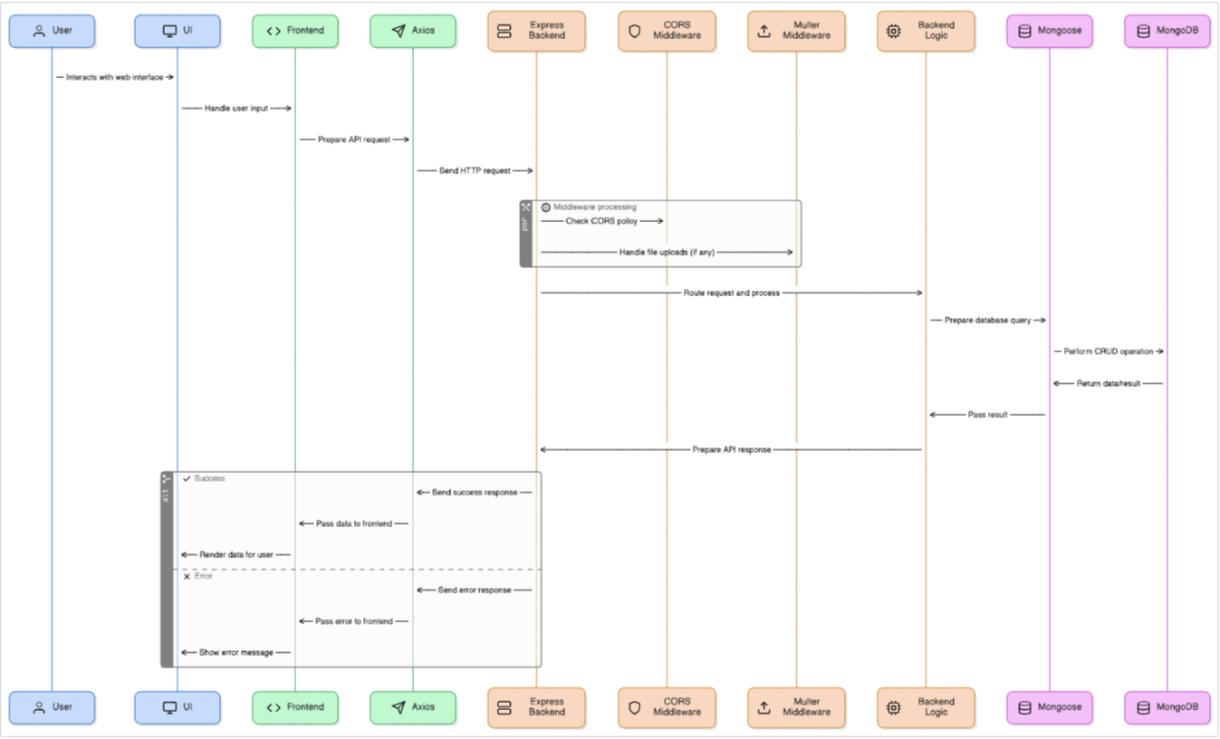 User
UI
Frontend
Axios
Express
Backend
CORS
Middleware
Multer
Middleware
Backend
Logic
Mongoose
MongoDB
Interacts with web interface
Handle user input
Prepare API request
Send HTTP request
par
Middleware processing
Check CORS policy
Handle file uploads (if any)
Route request and process
Prepare database query
Perform CRUD operation
Return data/result
Pass result
Prepare API response
alt
Success
Send success response
Pass data to frontend
Render data for user
Error
Send error response
Pass error to frontend
Show error message
User
UI
Frontend
Axios
Express
Backend
CORS
Middleware
Multer
Middleware
Backend
Logic
Mongoose
MongoDB